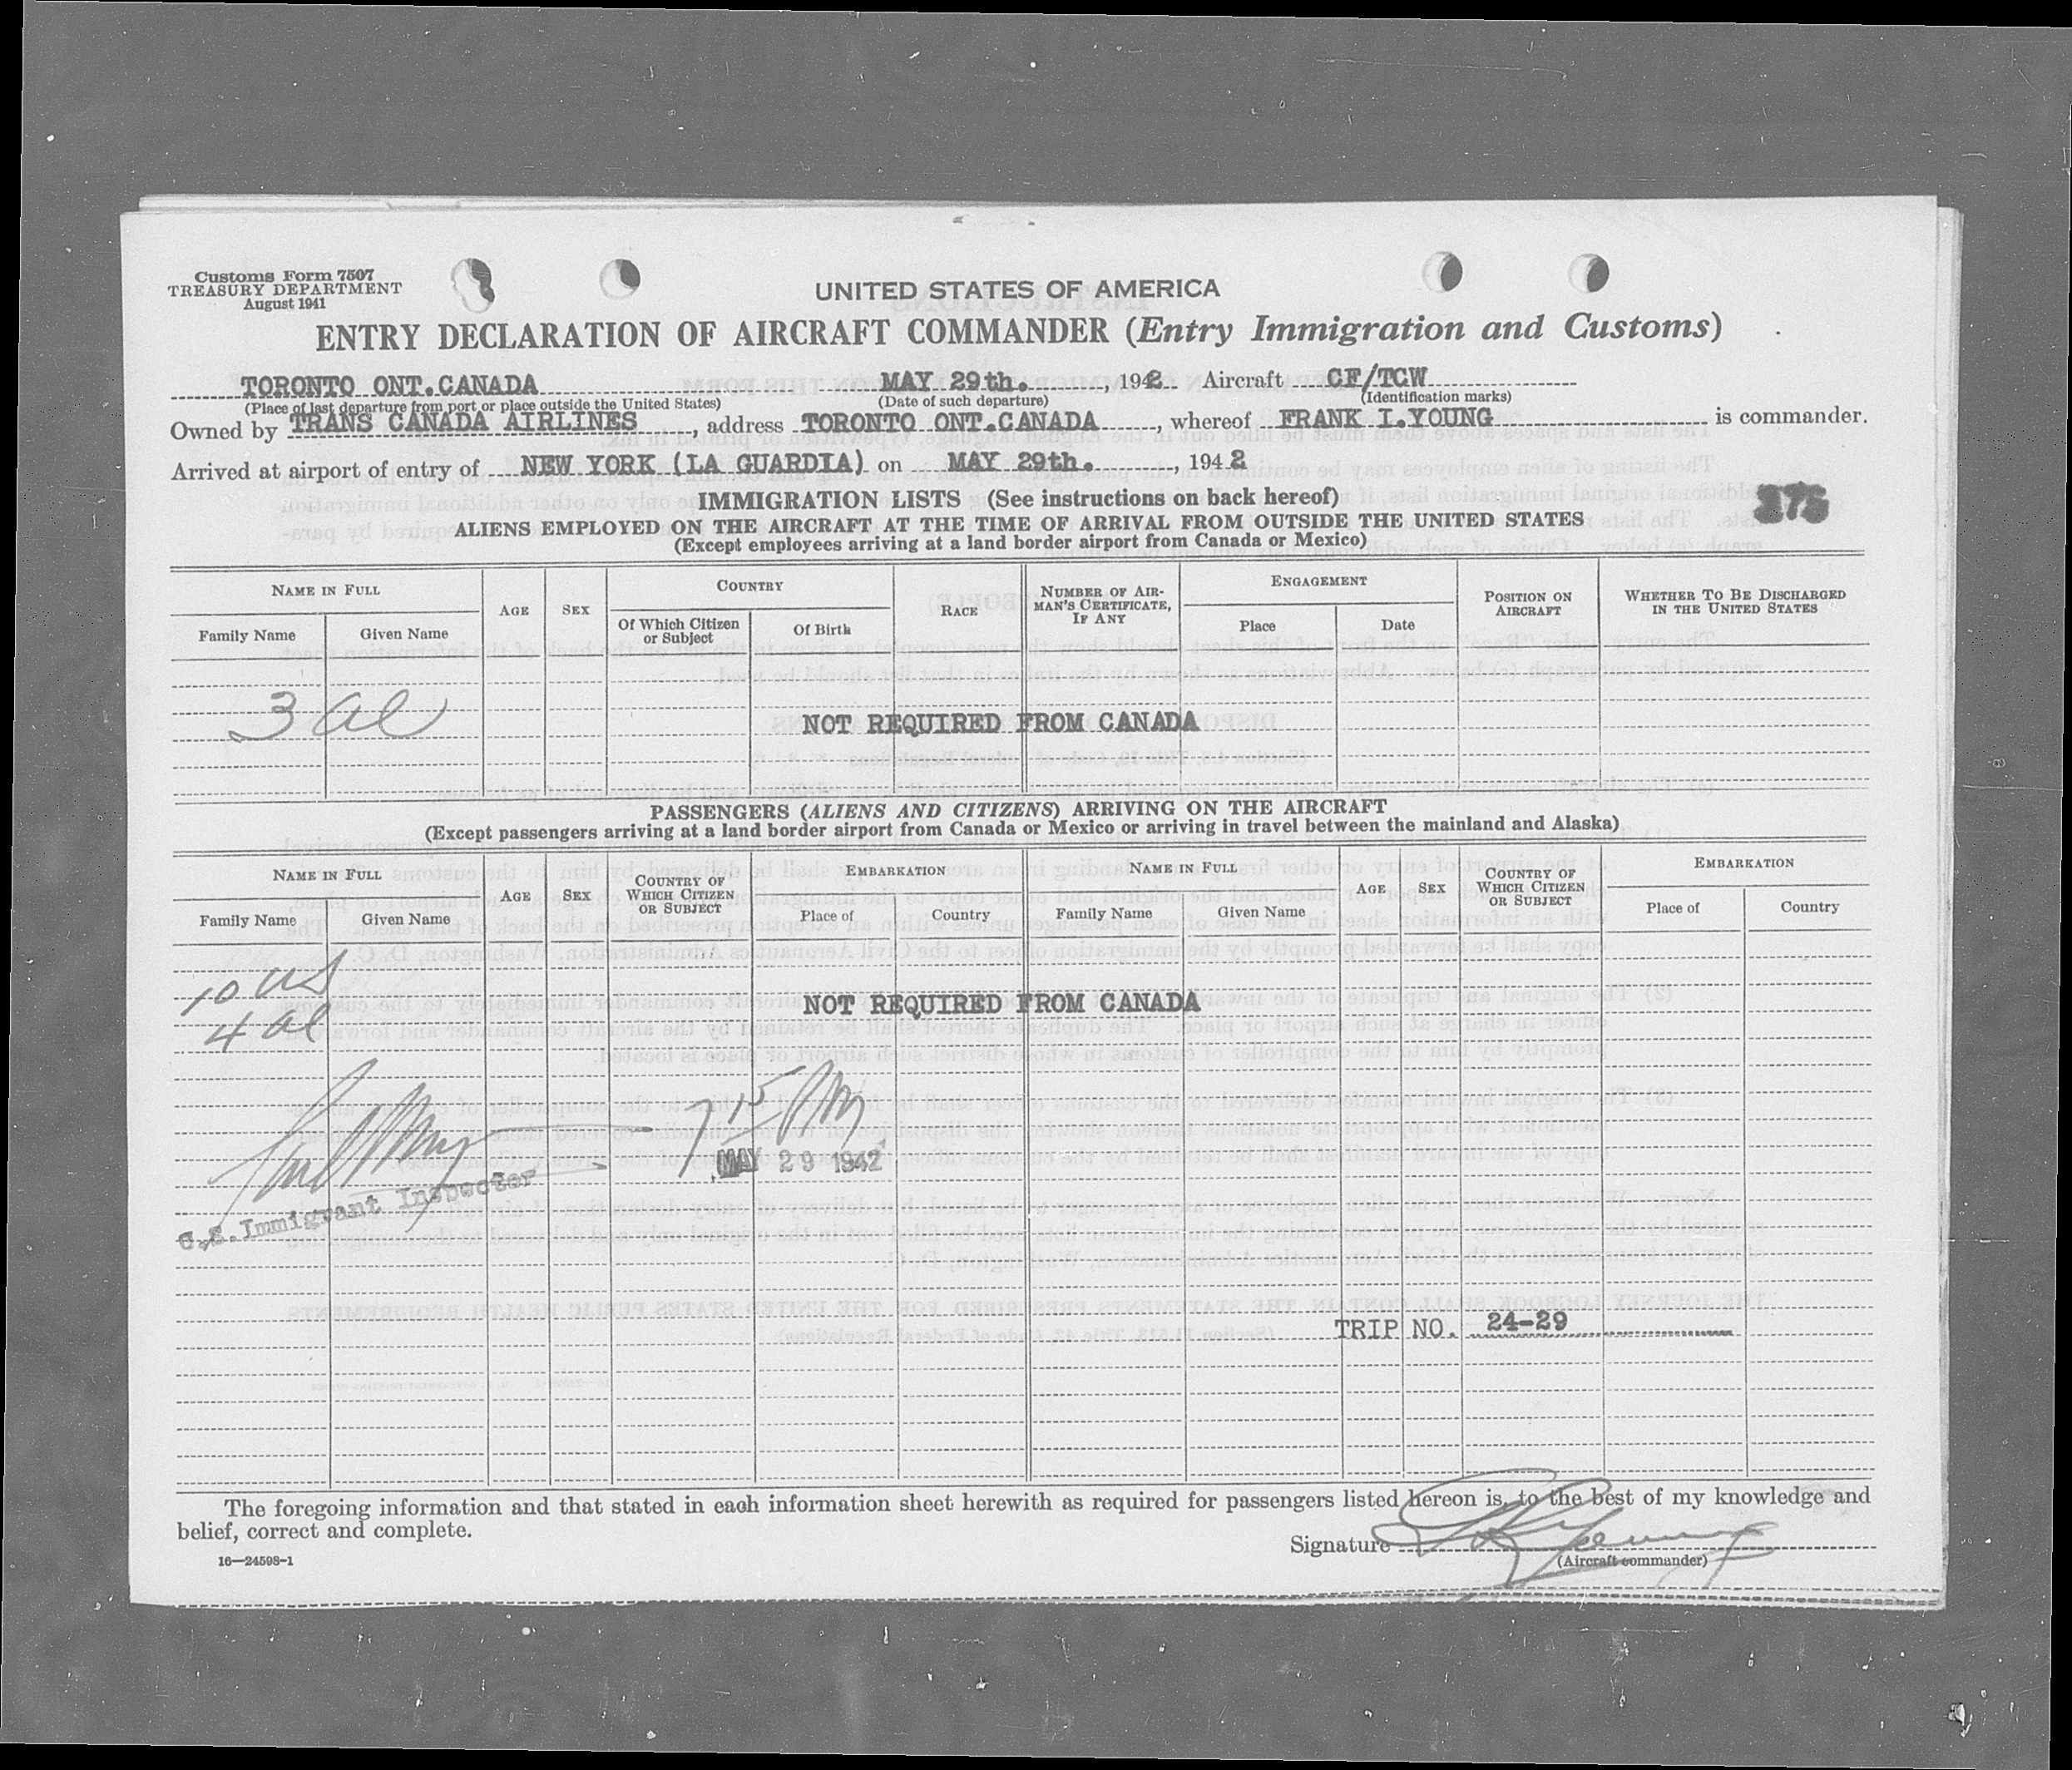 Customs Form 7507
TREASURY DEPARTMENT
August 1941
UNITED STATES OF AMERICA
ENTRY DECLARATION OF AIRCRAFT COMMANDER (Entry Immigration and Customs)
TORONTO ONT.CANADA MAY 29th. , 1942 Aircraft CF/TCW
(Place of last departure from port or place outside the United States) (Date of such departure) (Identification marks)
Owned by TRANS CANADA AIRLINES , address TORONTO ONT.CANADA , whereof FRANK I.YOUNG is commander.
Arrived at airport of entry of NEW YORK (LA GUARDIA) on MAY 29th. , 1942
IMMIGRATION LISTS (See instructions on back hereof)
375
ALIENS EMPLOYED ON THE AIRCRAFT AT THE TIME OF ARRIVAL FROM OUTSIDE THE UNITED STATES
(Except employees arriving at a land border airport from Canada or Mexico)
NAME IN FULL AGE SEX COUNTRY RACE NUMBER OF AIRMAN'S CERTIFICATE, IF ANY ENGAGEMENT POSITION ON AIRCRAFT WHETHER TO BE DISCHARGED IN THE UNITED STATES
Family Name Given Name Of Which Citizen or Subject Of Birth Place Date
3 al
NOT REQUIRED FROM CANADA
PASSENGERS (ALIENS AND CITIZENS) ARRIVING ON THE AIRCRAFT
(Except passengers arriving at a land border airport from Canada or Mexico or arriving in travel between the mainland and Alaska)
NAME IN FULL AGE SEX COUNTRY OF WHICH CITIZEN OR SUBJECT EMBARKATION NAME IN FULL AGE SEX COUNTRY OF WHICH CITIZEN OR SUBJECT EMBARKATION
Family Name Given Name Place of Country Family Name Given Name Place of Country
10 US
4 al
NOT REQUIRED FROM CANADA
7 15 PM
MAY 29 1942
U.S.Immigrant Inspector
TRIP NO. 24-29
The foregoing information and that stated in each information sheet herewith as required for passengers listed hereon is, to the best of my knowledge and
belief, correct and complete.
Signature
(Aircraft commander)
16—24598-1